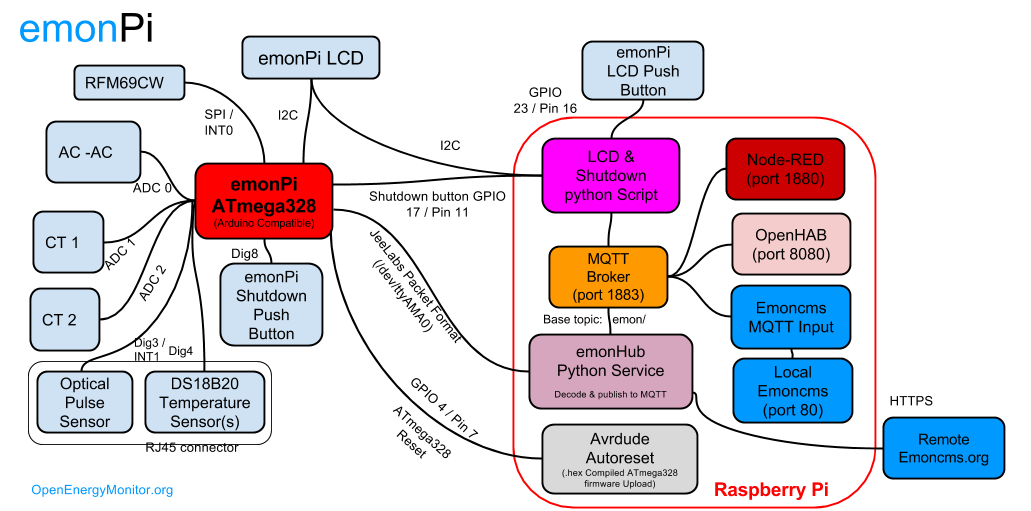 emonPi
RFM69CW
emonPi LCD
emonPi
LCD Push
Button
SPI /
INT0
I2C
GPIO
23 / Pin 16
AC -AC
ADC 0
I2C
LCD &
Shutdown
python Script
Node-RED
(port 1880)
emonPi
ATmega328
(Arduino Compatible)
Shutdown button GPIO
17 / Pin 11
CT 1
ADC 1
Dig8
JeeLabs Packet Format
(/dev/ttyAMA0)
OpenHAB
(port 8080)
MQTT
Broker
(port 1883)
emonPi
Shutdown
Push
Button
ADC 2
CT 2
Emoncms
MQTT Input
Base topic: emon/
Dig3 /
INT1
Dig4
emonHub
Python Service
Decode & publish to MQTT
Local
Emoncms
(port 80)
Optical
Pulse
Sensor
DS18B20
Temperature
Sensor(s)
RJ45 connector
GPIO 4 / Pin 7
ATmega328
Reset
HTTPS
Remote
Emoncms.org
Avrdude
Autoreset
(.hex Compiled ATmega328
firmware Upload)
Raspberry Pi
OpenEnergyMonitor.org